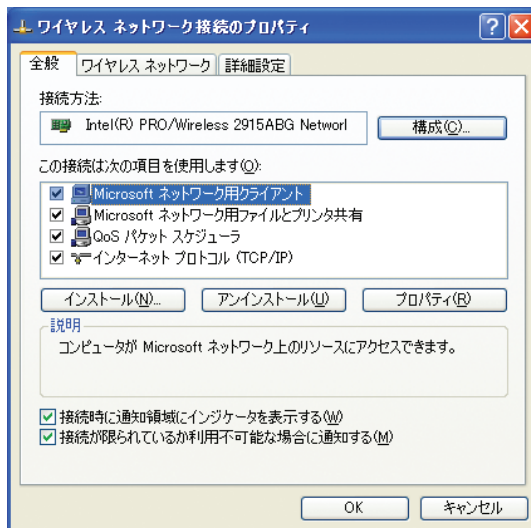 ワイヤレス ネットワーク接続のプロパティ
全般 ワイヤレス ネットワーク 詳細設定
接続方法:
Intel(R) PRO/Wireless 2915ABG Networl 構成(C)...
この接続は次の項目を使用します(O):
Microsoft ネットワーク用クライアント
Microsoft ネットワーク用ファイルとプリンタ共有
QoS パケット スケジューラ
インターネット プロトコル (TCP/IP)
インストール(N)... アンインストール(U) プロパティ(R)
説明
コンピュータが Microsoft ネットワーク上のリソースにアクセスできます。
接続時に通知領域にインジケータを表示する(W)
接続が限られているか利用不可能な場合に通知する(M)
OK キャンセル